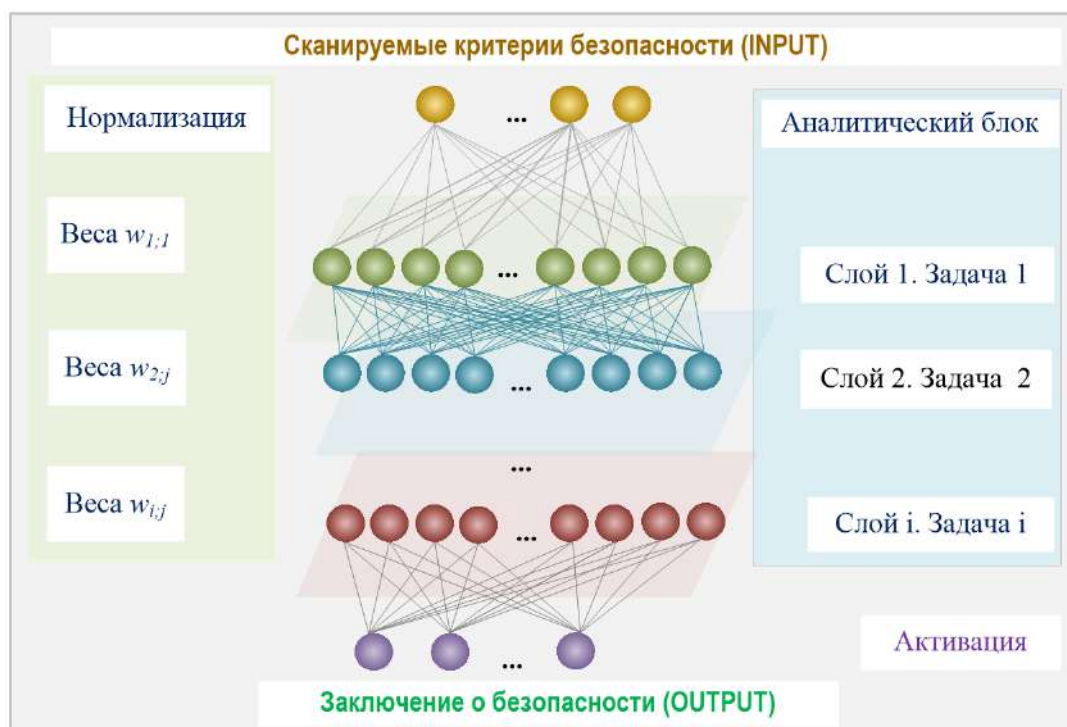 Сканируемые критерии безопасности (INPUT)
Нормализация
...
Аналитический блок
Веса w1;1
...
Слой 1. Задача 1
Веса w2;j
...
Слой 2. Задача 2
...
Веса wi;j
...
Слой i. Задача i
...
Активация
Заключение о безопасности (OUTPUT)